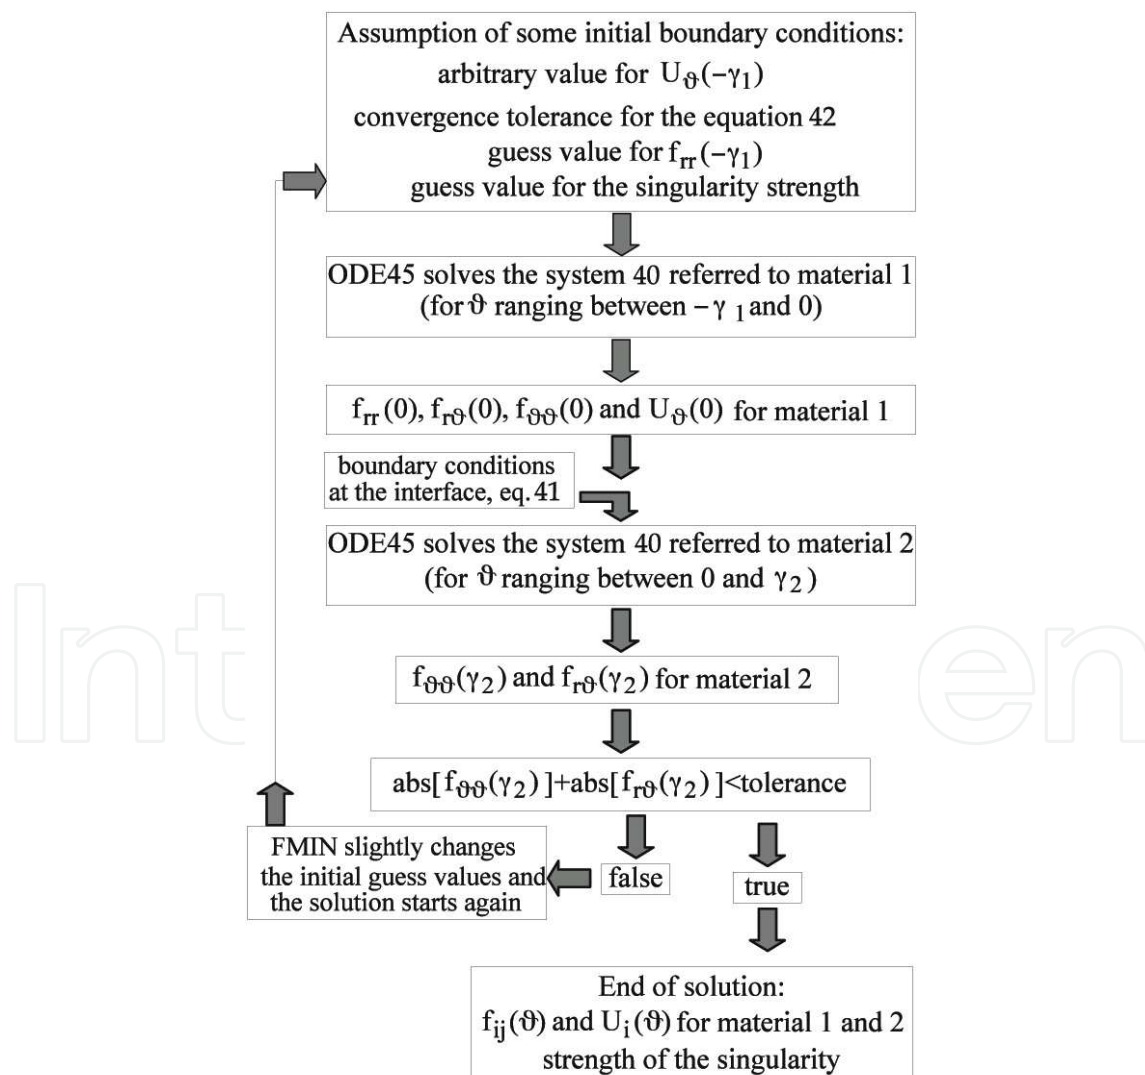 Assumption of some initial boundary conditions:
arbitrary value for U_ϑ(−γ₁)
convergence tolerance for the equation 42
guess value for f_rr(−γ₁)
guess value for the singularity strength
ODE45 solves the system 40 referred to material 1
(for ϑ ranging between −γ₁ and 0)
f_rr(0), f_rϑ(0), f_ϑϑ(0) and U_ϑ(0) for material 1
boundary conditions
at the interface, eq. 41
ODE45 solves the system 40 referred to material 2
(for ϑ ranging between 0 and γ₂)
f_ϑϑ(γ₂) and f_rϑ(γ₂) for material 2
abs[f_ϑϑ(γ₂)]+abs[f_rϑ(γ₂)]<tolerance
FMIN slightly changes
the initial guess values and
the solution starts again
false
true
End of solution:
f_ij(ϑ) and U_i(ϑ) for material 1 and 2
strength of the singularity
Int
en